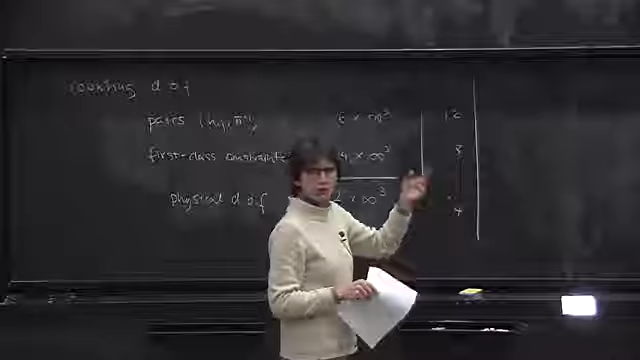 counting d o f
pairs (hij, πij) 6 × ∞³ 12
first-class constraints 4 × ∞³ 8
physical d.o.f 2 × ∞³ 4